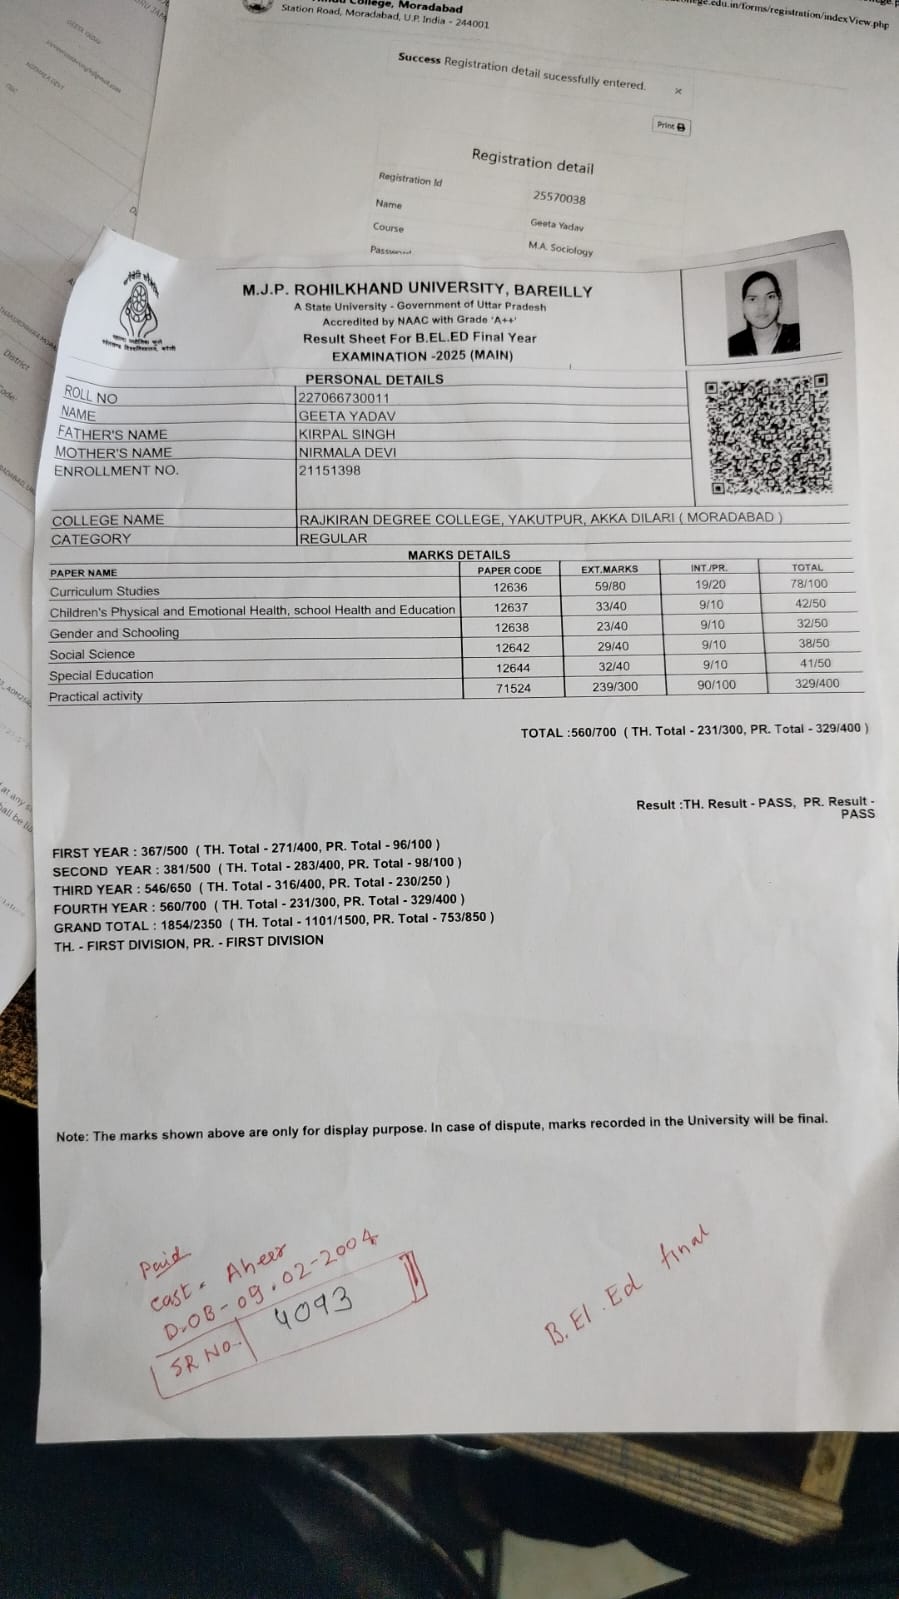 College, Moradabad
Station Road, Moradabad, U.P. India - 244001
ege.edu.in/forms/registration/indexView.php
Success Registration detail sucessfully entered.
×
Print
Registration detail
Registration Id 25570038
Name Geeta Yadav
Course M.A. Sociology
Password
District
M.J.P. ROHILKHAND UNIVERSITY, BAREILLY
A State University - Government of Uttar Pradesh
Accredited by NAAC with Grade 'A++'
Result Sheet For B.EL.ED Final Year
EXAMINATION -2025 (MAIN)
PERSONAL DETAILS
ROLL NO 227066730011
NAME GEETA YADAV
FATHER'S NAME KIRPAL SINGH
MOTHER'S NAME NIRMALA DEVI
ENROLLMENT NO. 21151398
COLLEGE NAME RAJKIRAN DEGREE COLLEGE, YAKUTPUR, AKKA DILARI ( MORADABAD )
CATEGORY REGULAR
MARKS DETAILS
PAPER NAME PAPER CODE EXT.MARKS INT./PR. TOTAL
Curriculum Studies 12636 59/80 19/20 78/100
Children's Physical and Emotional Health, school Health and Education 12637 33/40 9/10 42/50
Gender and Schooling 12638 23/40 9/10 32/50
Social Science 12642 29/40 9/10 38/50
Special Education 12644 32/40 9/10 41/50
Practical activity 71524 239/300 90/100 329/400
TOTAL :560/700 ( TH. Total - 231/300, PR. Total - 329/400 )
Result :TH. Result - PASS, PR. Result -
PASS
FIRST YEAR : 367/500 ( TH. Total - 271/400, PR. Total - 96/100 )
SECOND YEAR : 381/500 ( TH. Total - 283/400, PR. Total - 98/100 )
THIRD YEAR : 546/650 ( TH. Total - 316/400, PR. Total - 230/250 )
FOURTH YEAR : 560/700 ( TH. Total - 231/300, PR. Total - 329/400 )
GRAND TOTAL : 1854/2350 ( TH. Total - 1101/1500, PR. Total - 753/850 )
TH. - FIRST DIVISION, PR. - FIRST DIVISION
Note: The marks shown above are only for display purpose. In case of dispute, marks recorded in the University will be final.
Paid
Cast - Aheer
D.OB - 09.02-2004
SR NO- 4093
B.El.Ed final